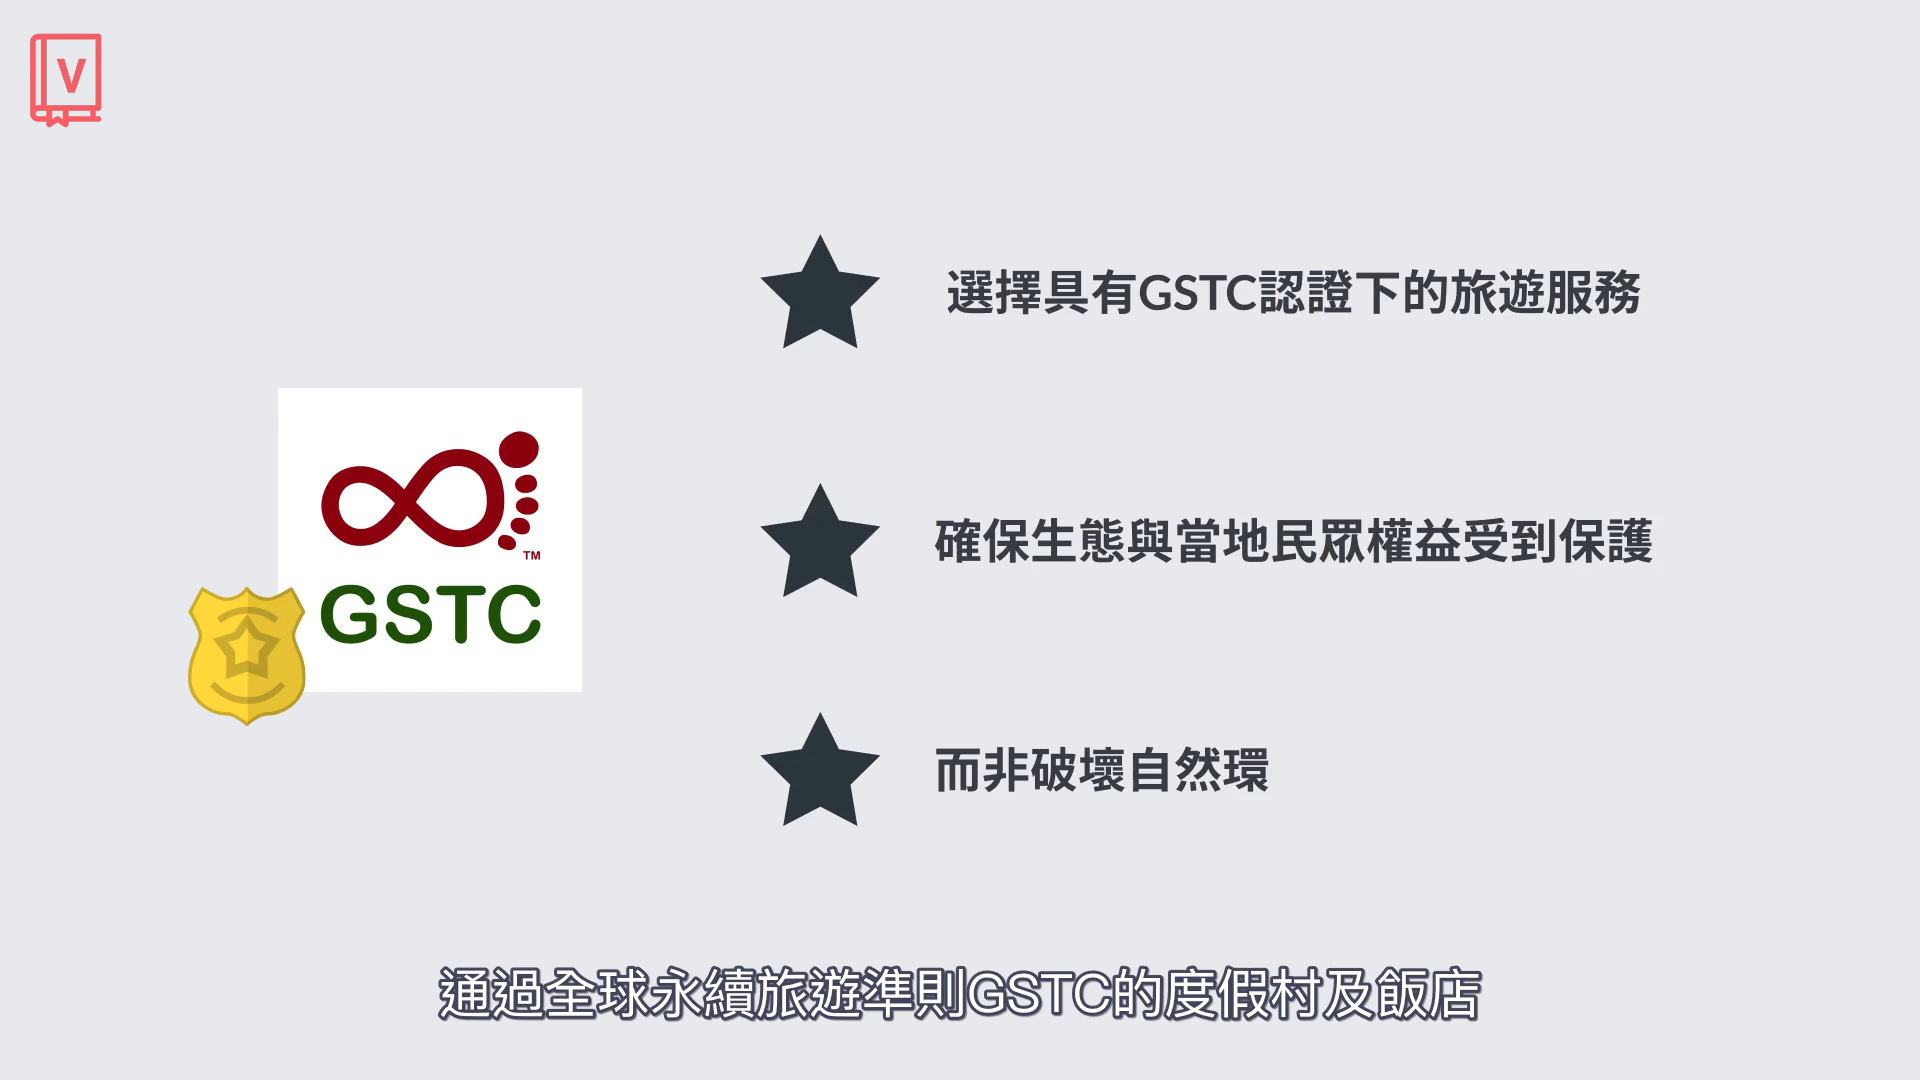 V
選擇具有GSTC認證下的旅遊服務
確保生態與當地民眾權益受到保護
而非破壞自然環
TM
GSTC
通過全球永續旅遊準則GSTC的度假村及飯店